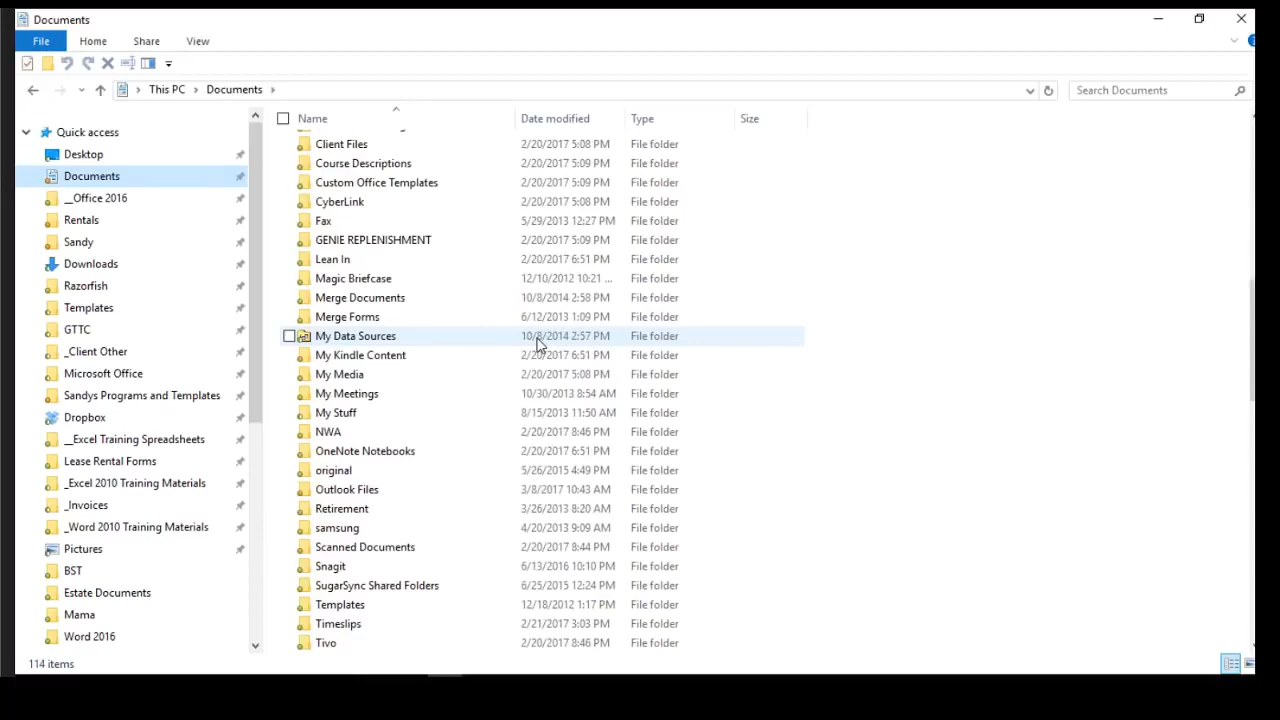 Documents
File Home Share View
This PC Documents Search Documents
Name Date modified Type Size
Quick access
Desktop
Documents
__Office 2016
Rentals
Sandy
Downloads
Razorfish
Templates
GTTC
_Client Other
Microsoft Office
Sandys Programs and Templates
Dropbox
__Excel Training Spreadsheets
Lease Rental Forms
_Excel 2010 Training Materials
_Invoices
_Word 2010 Training Materials
Pictures
BST
Estate Documents
Mama
Word 2016
Client Files 2/20/2017 5:08 PM File folder
Course Descriptions 2/20/2017 5:09 PM File folder
Custom Office Templates 2/20/2017 5:09 PM File folder
CyberLink 2/20/2017 5:08 PM File folder
Fax 5/29/2013 12:27 PM File folder
GENIE REPLENISHMENT 2/20/2017 5:09 PM File folder
Lean In 2/20/2017 6:51 PM File folder
Magic Briefcase 12/10/2012 10:21 ... File folder
Merge Documents 10/8/2014 2:58 PM File folder
Merge Forms 6/12/2013 1:09 PM File folder
My Data Sources 10/8/2014 2:57 PM File folder
My Kindle Content 2/20/2017 6:51 PM File folder
My Media 2/20/2017 5:08 PM File folder
My Meetings 10/30/2013 8:54 AM File folder
My Stuff 8/15/2013 11:50 AM File folder
NWA 2/20/2017 8:46 PM File folder
OneNote Notebooks 2/20/2017 6:51 PM File folder
original 5/26/2015 4:49 PM File folder
Outlook Files 3/8/2017 10:43 AM File folder
Retirement 3/26/2013 8:20 AM File folder
samsung 4/20/2013 9:09 AM File folder
Scanned Documents 2/20/2017 8:44 PM File folder
Snagit 6/13/2016 10:10 PM File folder
SugarSync Shared Folders 6/25/2015 12:24 PM File folder
Templates 12/18/2012 1:17 PM File folder
Timeslips 2/21/2017 3:03 PM File folder
Tivo 2/20/2017 8:46 PM File folder
114 items